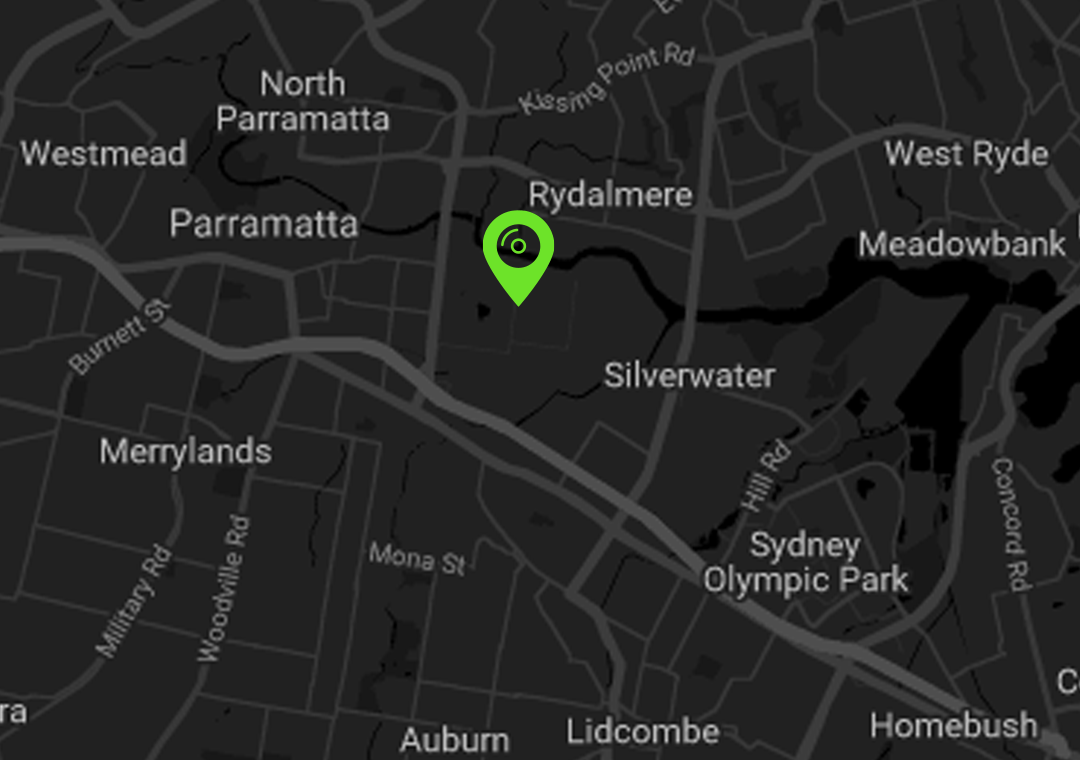 Kissing Point Rd
North
Parramatta
Westmead
West Ryde
Rydalmere
Parramatta
Meadowbank
Burnett St
Silverwater
Merrylands
Hill Rd
Concord Rd
Mona St
Sydney
Olympic Park
Military Rd
Woodville Rd
ra
Auburn
Lidcombe
Homebush